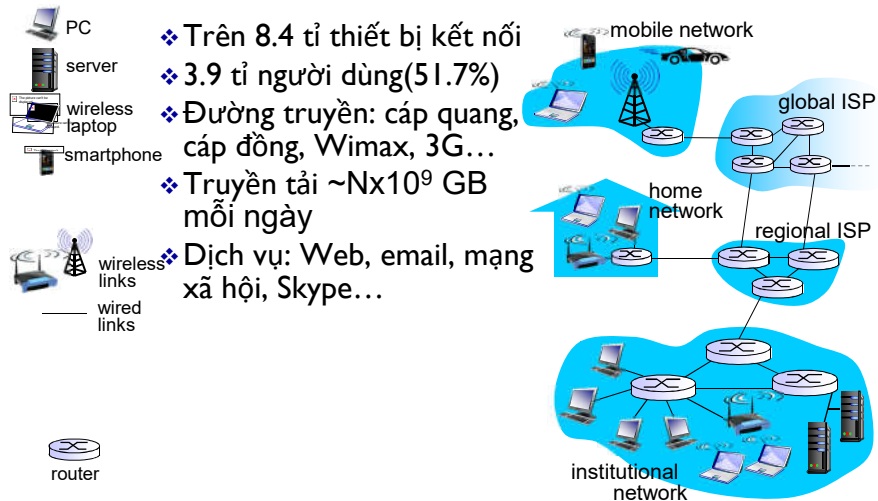 PC
server
wireless
laptop
smartphone
wireless
links
wired
links
router
Trên 8.4 tỉ thiết bị kết nối
3.9 tỉ người dùng(51.7%)
Đường truyền: cáp quang,
cáp đồng, Wimax, 3G…
Truyền tải ~Nx10⁹ GB
mỗi ngày
Dịch vụ: Web, email, mạng
xã hội, Skype…
mobile network
global ISP
home
network
regional ISP
institutional
network